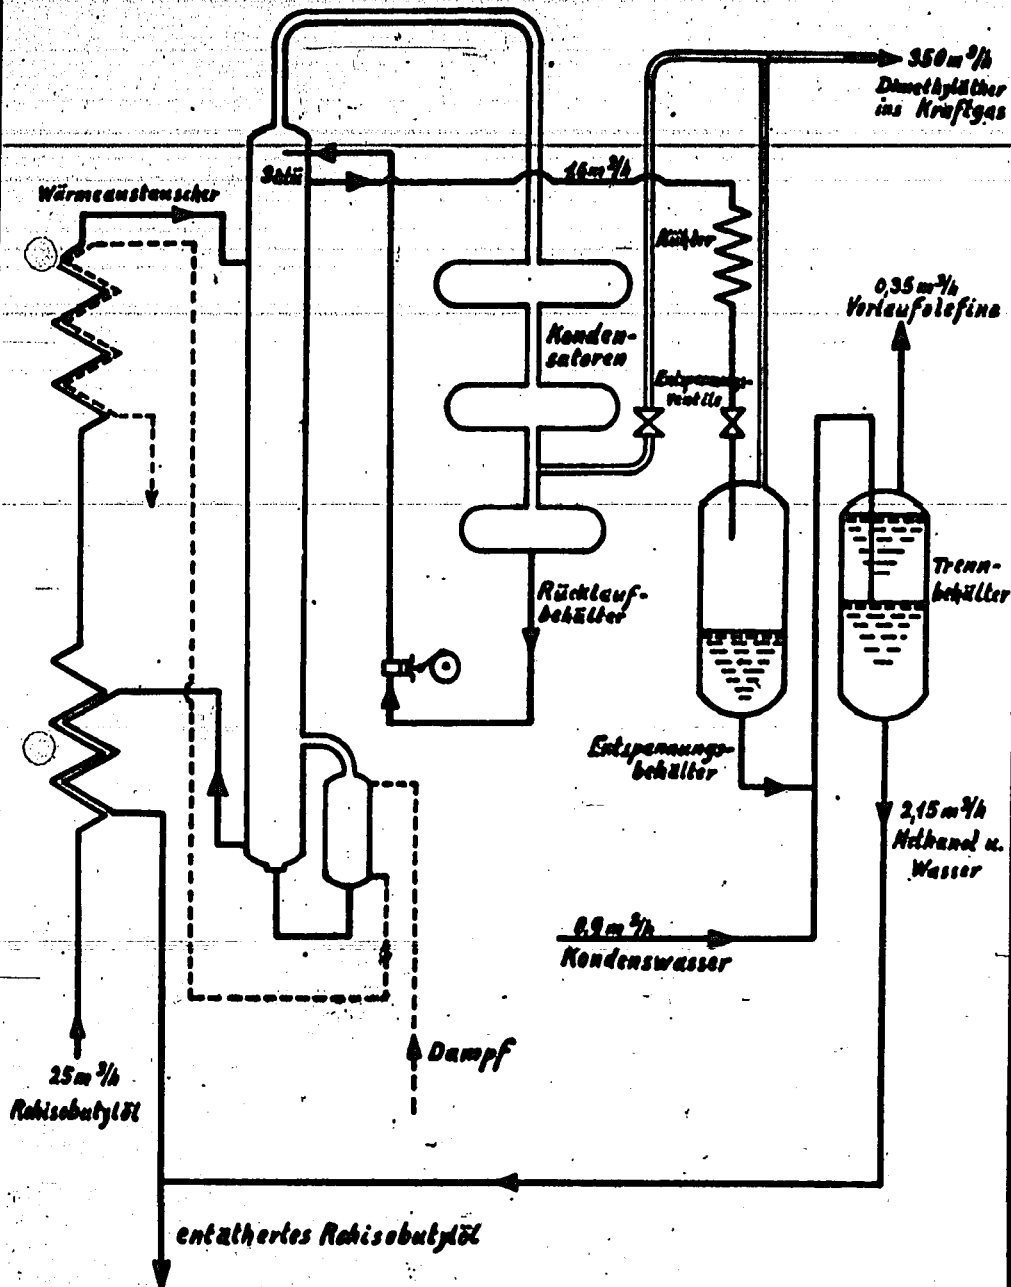 350 m³/h
Dimethyläther
ins Kraftgas
16 m³/h
Wärmeaustauscher
Kühler
0,35 m³/h
Vorlaufolefine
Konden-
satoren
Entspannungs-
ventile
Trenn-
behälter
Rücklauf-
behälter
Entspannungs-
behälter
2,15 m³/h
Methanol u.
Wasser
0,9 m³/h
Kondenswasser
Dampf
25 m³/h
Rohisobutylöl
entäthertes Rohisobutylöl